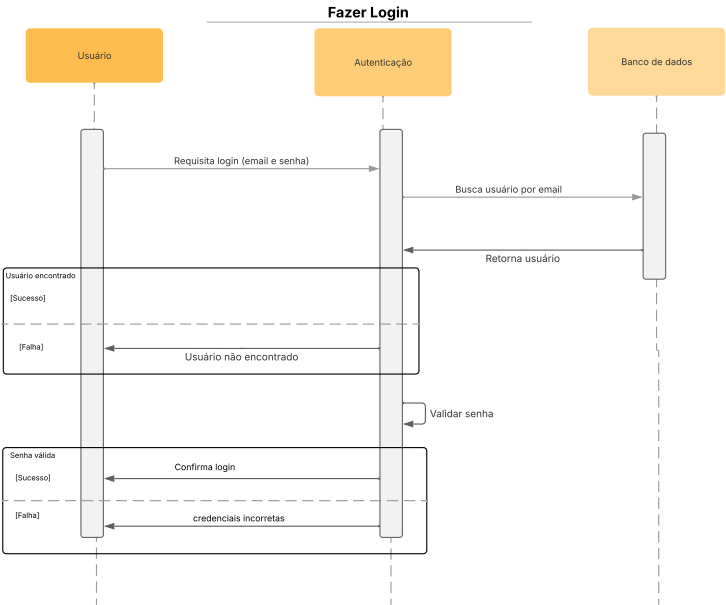 Fazer Login
Usuário
Autenticação
Banco de dados
Requisita login (email e senha)
Busca usuário por email
Retorna usuário
Usuário encontrado
[Sucesso]
[Falha]
Usuário não encontrado
Validar senha
Senha válida
Confirma login
[Sucesso]
[Falha]
credenciais incorretas